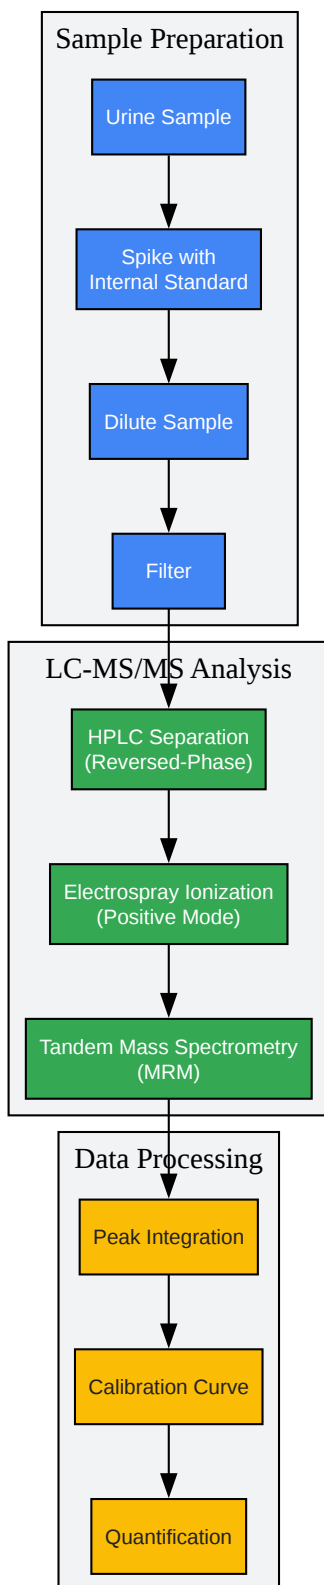 Sample Preparation
Urine Sample
Spike with
Internal Standard
Dilute Sample
Filter
LC-MS/MS Analysis
HPLC Separation
(Reversed-Phase)
Electrospray Ionization
(Positive Mode)
Tandem Mass Spectrometry
(MRM)
Data Processing
Peak Integration
Calibration Curve
Quantification